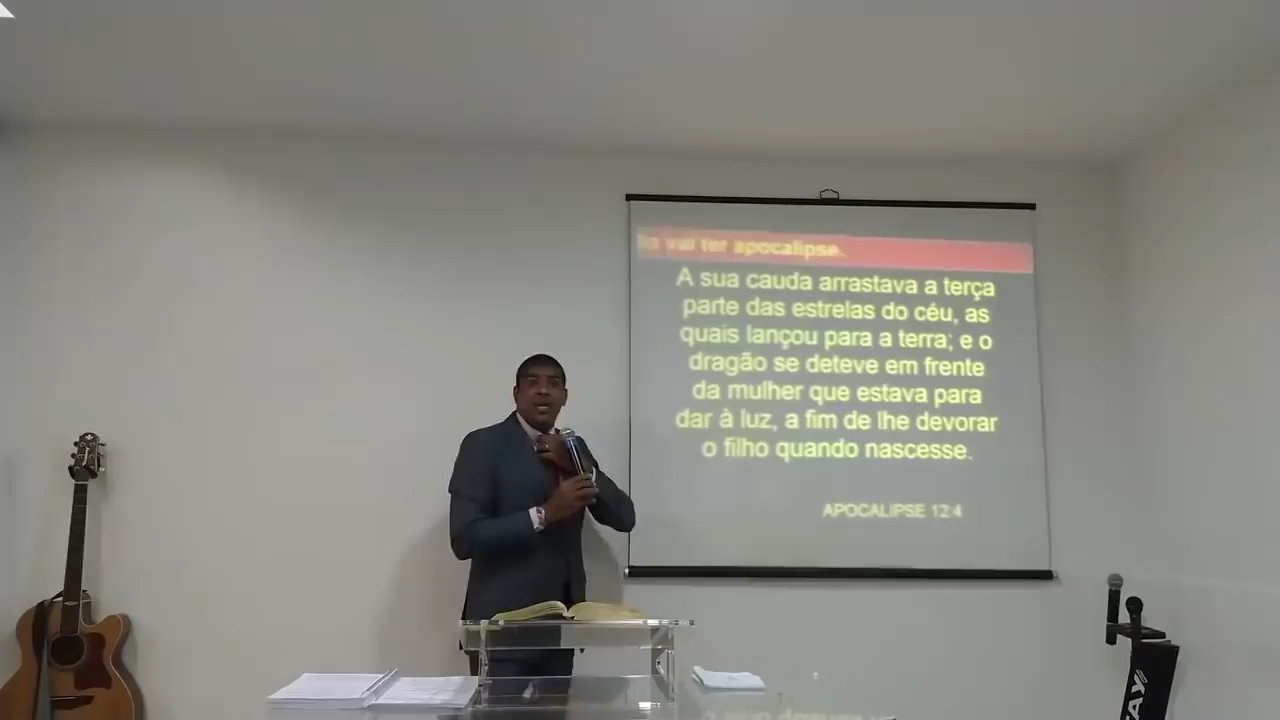 vai ter apocalipse.
A sua cauda arrastava a terça
parte das estrelas do céu, as
quais lançou para a terra; e o
dragão se deteve em frente
da mulher que estava para
dar à luz, a fim de lhe devorar
o filho quando nascesse.
APOCALIPSE 12:4